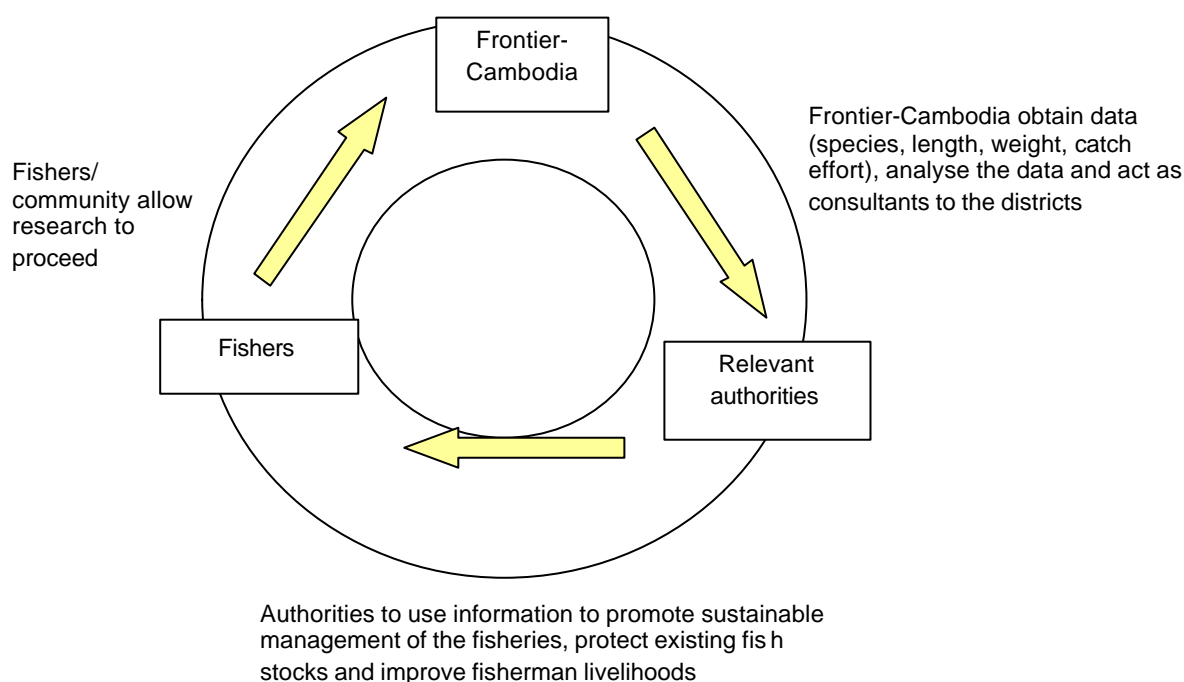 Frontier-
Cambodia
Frontier-Cambodia obtain data
(species, length, weight, catch
effort), analyse the data and act as
consultants to the districts
Fishers/
community allow
research to
proceed
Fishers
Relevant
authorities
Authorities to use information to promote sustainable
management of the fisheries, protect existing fis h
stocks and improve fisherman livelihoods